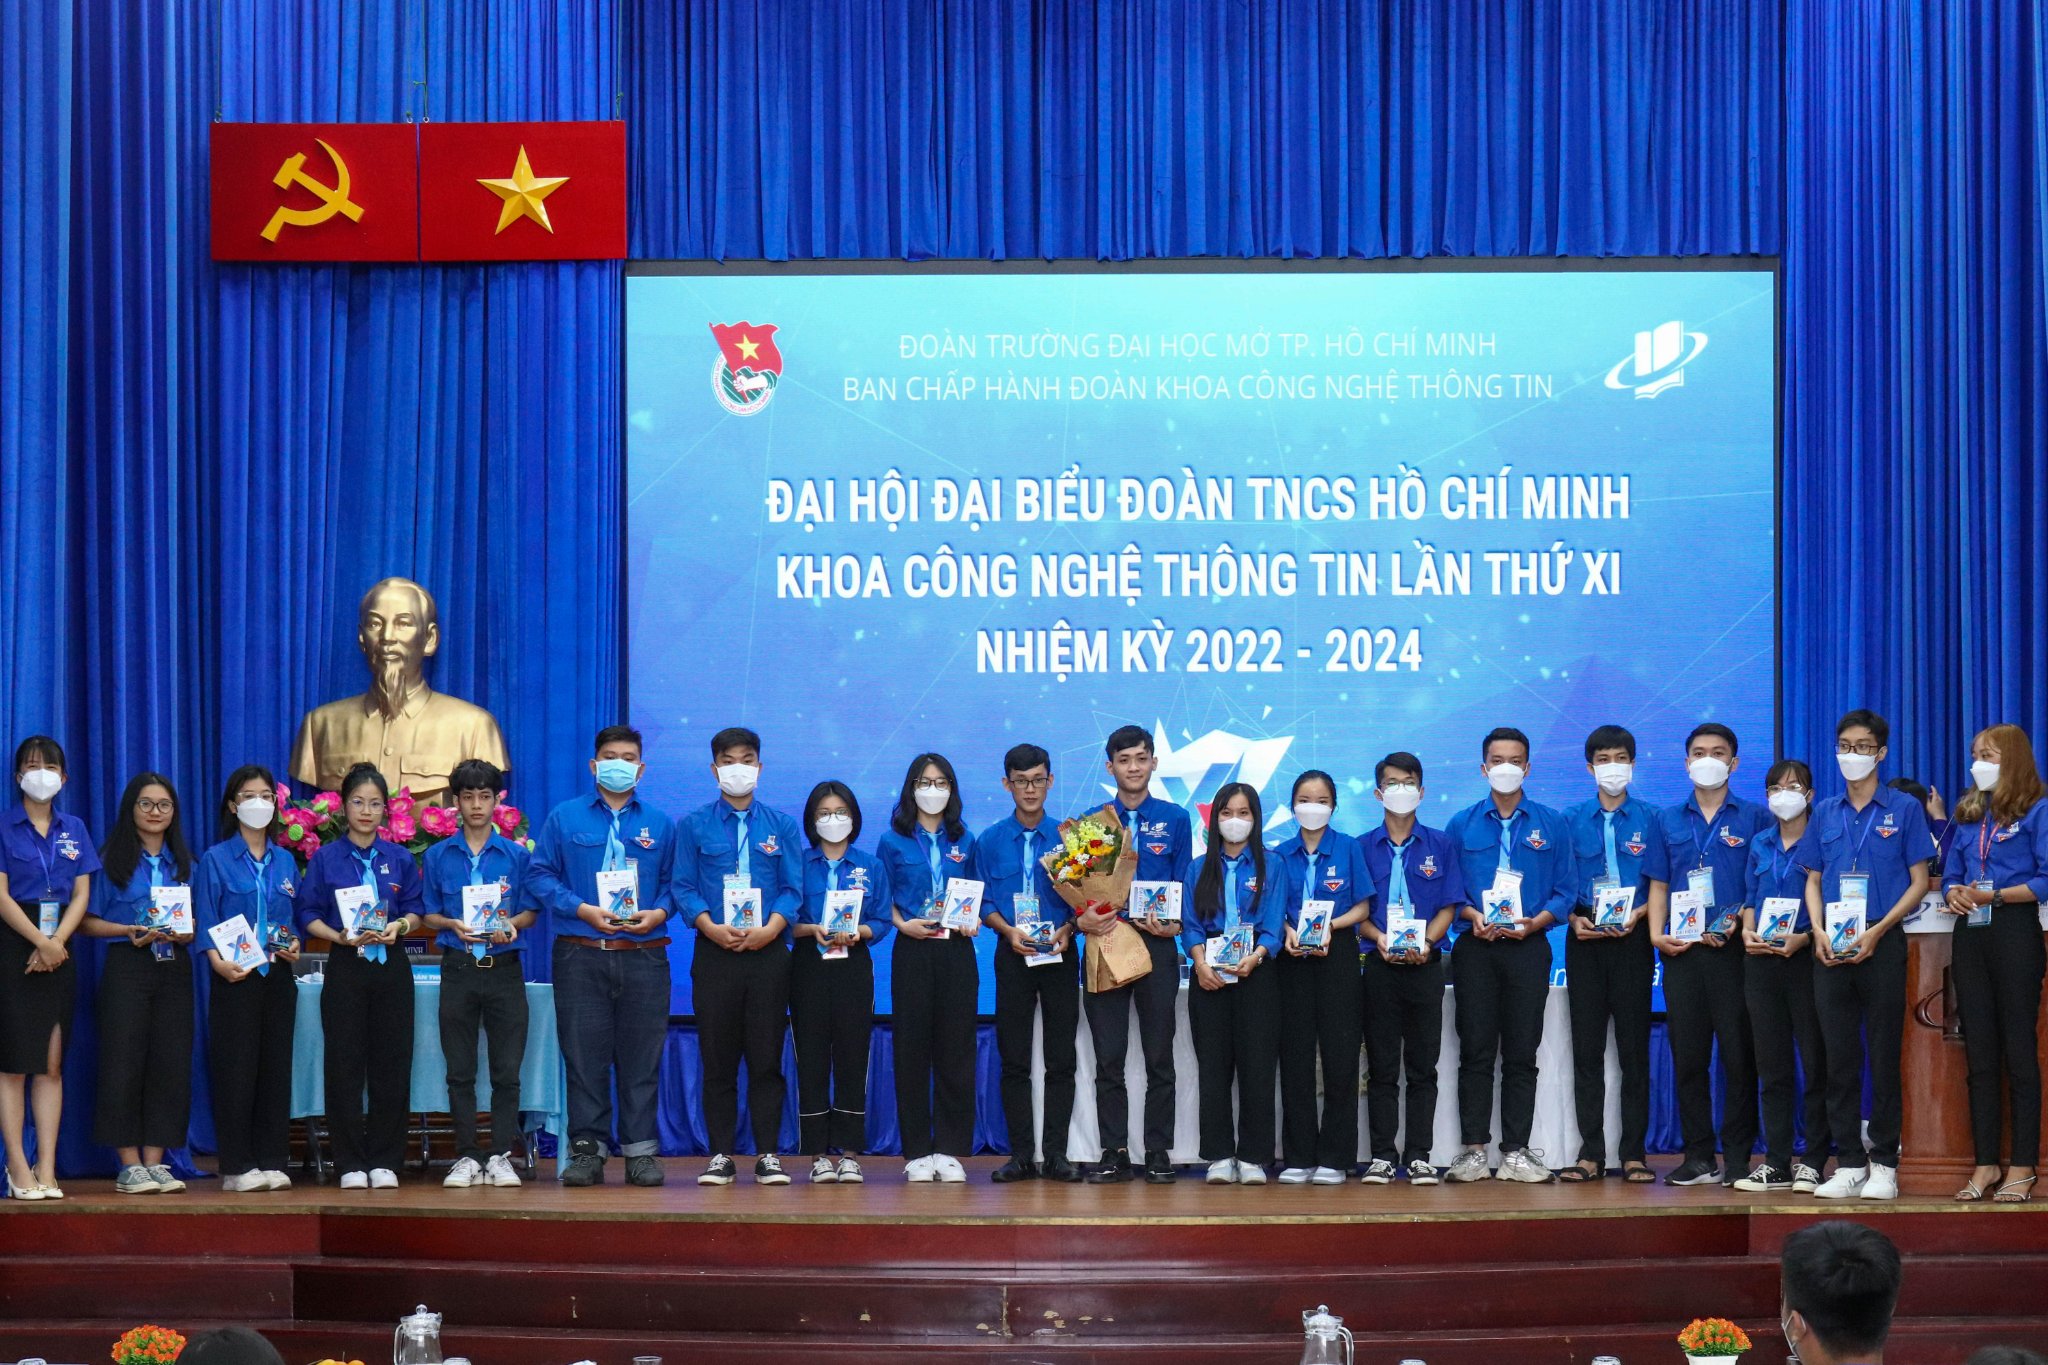 ĐOÀN TRƯỜNG ĐẠI HỌC MỞ TP. HỒ CHÍ MINH
BAN CHẤP HÀNH ĐOÀN KHOA CÔNG NGHỆ THÔNG TIN
ĐẠI HỘI ĐẠI BIỂU ĐOÀN TNCS HỒ CHÍ MINH
KHOA CÔNG NGHỆ THÔNG TIN LẦN THỨ XI
NHIỆM KỲ 2022 - 2024